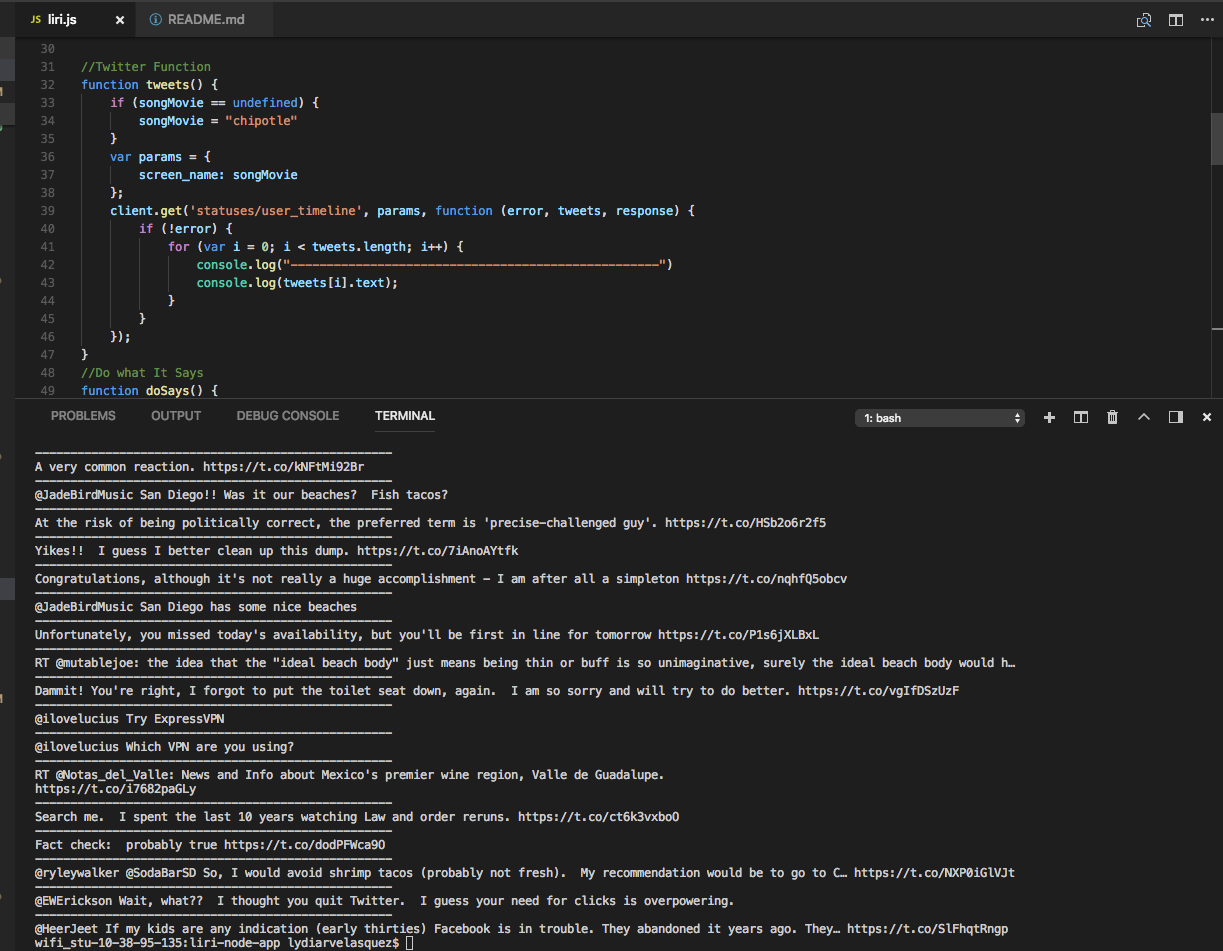 JS liri.js × README.md
30
31 //Twitter Function
32 function tweets() {
33 if (songMovie == undefined) {
34 songMovie = "chipotle"
35 }
36 var params = {
37 screen_name: songMovie
38 };
39 client.get('statuses/user_timeline', params, function (error, tweets, response) {
40 if (!error) {
41 for (var i = 0; i < tweets.length; i++) {
42 console.log("---------------------------------------------------")
43 console.log(tweets[i].text);
44 }
45 }
46 });
47 }
48 //Do what It Says
49 function doSays() {
PROBLEMS OUTPUT DEBUG CONSOLE TERMINAL 1: bash
---------------------------------------------------
A very common reaction. https://t.co/kNFtMi92Br
---------------------------------------------------
@JadeBirdMusic San Diego!! Was it our beaches?  Fish tacos?
---------------------------------------------------
At the risk of being politically correct, the preferred term is 'precise-challenged guy'. https://t.co/HSb2o6r2f5
---------------------------------------------------
Yikes!!  I guess I better clean up this dump. https://t.co/7iAnoAYtfk
---------------------------------------------------
Congratulations, although it's not really a huge accomplishment - I am after all a simpleton https://t.co/nqhfQ5obcv
---------------------------------------------------
@JadeBirdMusic San Diego has some nice beaches
---------------------------------------------------
Unfortunately, you missed today's availability, but you'll be first in line for tomorrow https://t.co/P1s6jXLBxL
---------------------------------------------------
RT @mutablejoe: the idea that the "ideal beach body" just means being thin or buff is so unimaginative, surely the ideal beach body would h…
---------------------------------------------------
Dammit! You're right, I forgot to put the toilet seat down, again.  I am so sorry and will try to do better. https://t.co/vgIfDSzUzF
---------------------------------------------------
@ilovelucius Try ExpressVPN
---------------------------------------------------
@ilovelucius Which VPN are you using?
---------------------------------------------------
RT @Notas_del_Valle: News and Info about Mexico's premier wine region, Valle de Guadalupe.
https://t.co/i7682paGLy
---------------------------------------------------
Search me.  I spent the last 10 years watching Law and order reruns. https://t.co/ct6k3vxboO
---------------------------------------------------
Fact check:  probably true https://t.co/dodPFWca9O
---------------------------------------------------
@ryleywalker @SodaBarSD So, I would avoid shrimp tacos (probably not fresh).  My recommendation would be to go to C… https://t.co/NXP0iGlVJt
---------------------------------------------------
@EWErickson Wait, what??  I thought you quit Twitter.  I guess your need for clicks is overpowering.
---------------------------------------------------
@HeerJeet If my kids are any indication (early thirties) Facebook is in trouble. They abandoned it years ago. They… https://t.co/SlFhqtRngp
wifi_stu-10-38-95-135:liri-node-app lydiarvelasquez$